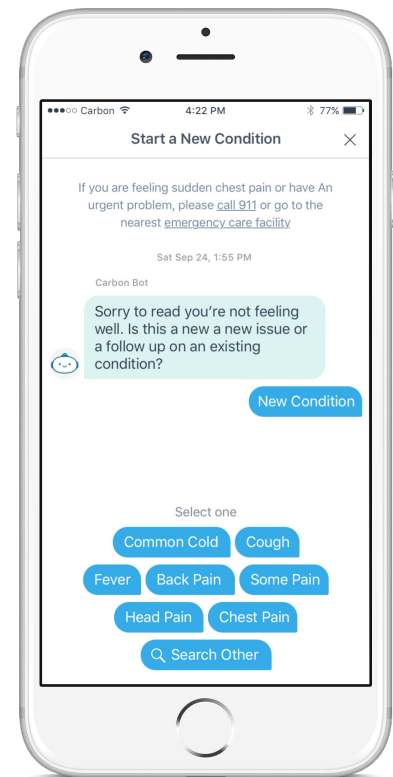 Carbon 4:22 PM 77%
Start a New Condition
If you are feeling sudden chest pain or have An
urgent problem, please call 911 or go to the
nearest emergency care facility
Sat Sep 24, 1:55 PM
Carbon Bot
Sorry to read you're not feeling
well. Is this a new a new issue or
a follow up on an existing
condition?
New Condition
Select one
Common Cold Cough
Fever Back Pain Some Pain
Head Pain Chest Pain
Search Other